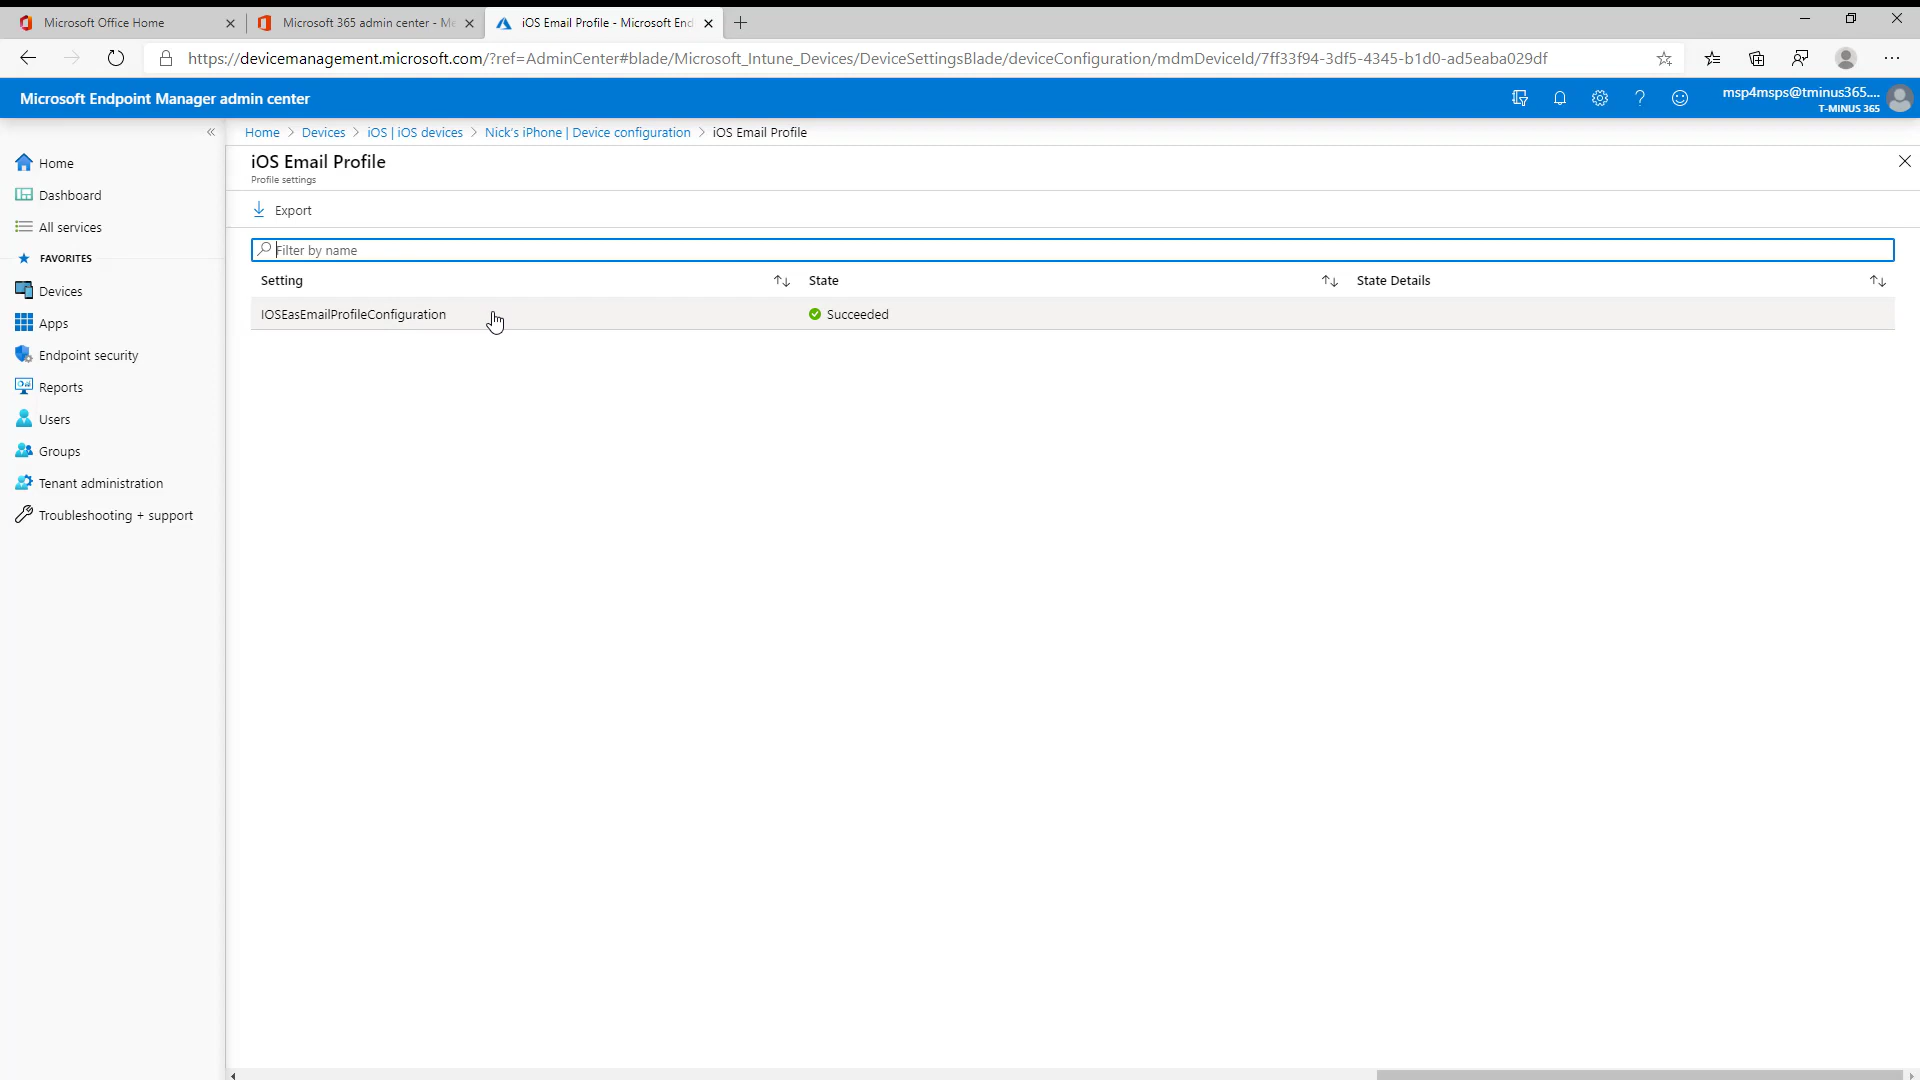 Microsoft Office Home
Microsoft 365 admin center - Me
iOS Email Profile - Microsoft End
https://devicemanagement.microsoft.com/?ref=AdminCenter#blade/Microsoft_Intune_Devices/DeviceSettingsBlade/deviceConfiguration/mdmDeviceId/7ff33f94-3df5-4345-b1d0-ad5eaba029df
Microsoft Endpoint Manager admin center
msp4msps@tminus365....
T-MINUS 365
Home > Devices > iOS | iOS devices > Nick's iPhone | Device configuration > iOS Email Profile
iOS Email Profile
Profile settings
Export
Filter by name
Setting State State Details
IOSEasEmailProfileConfiguration Succeeded
Home
Dashboard
All services
FAVORITES
Devices
Apps
Endpoint security
Reports
Users
Groups
Tenant administration
Troubleshooting + support